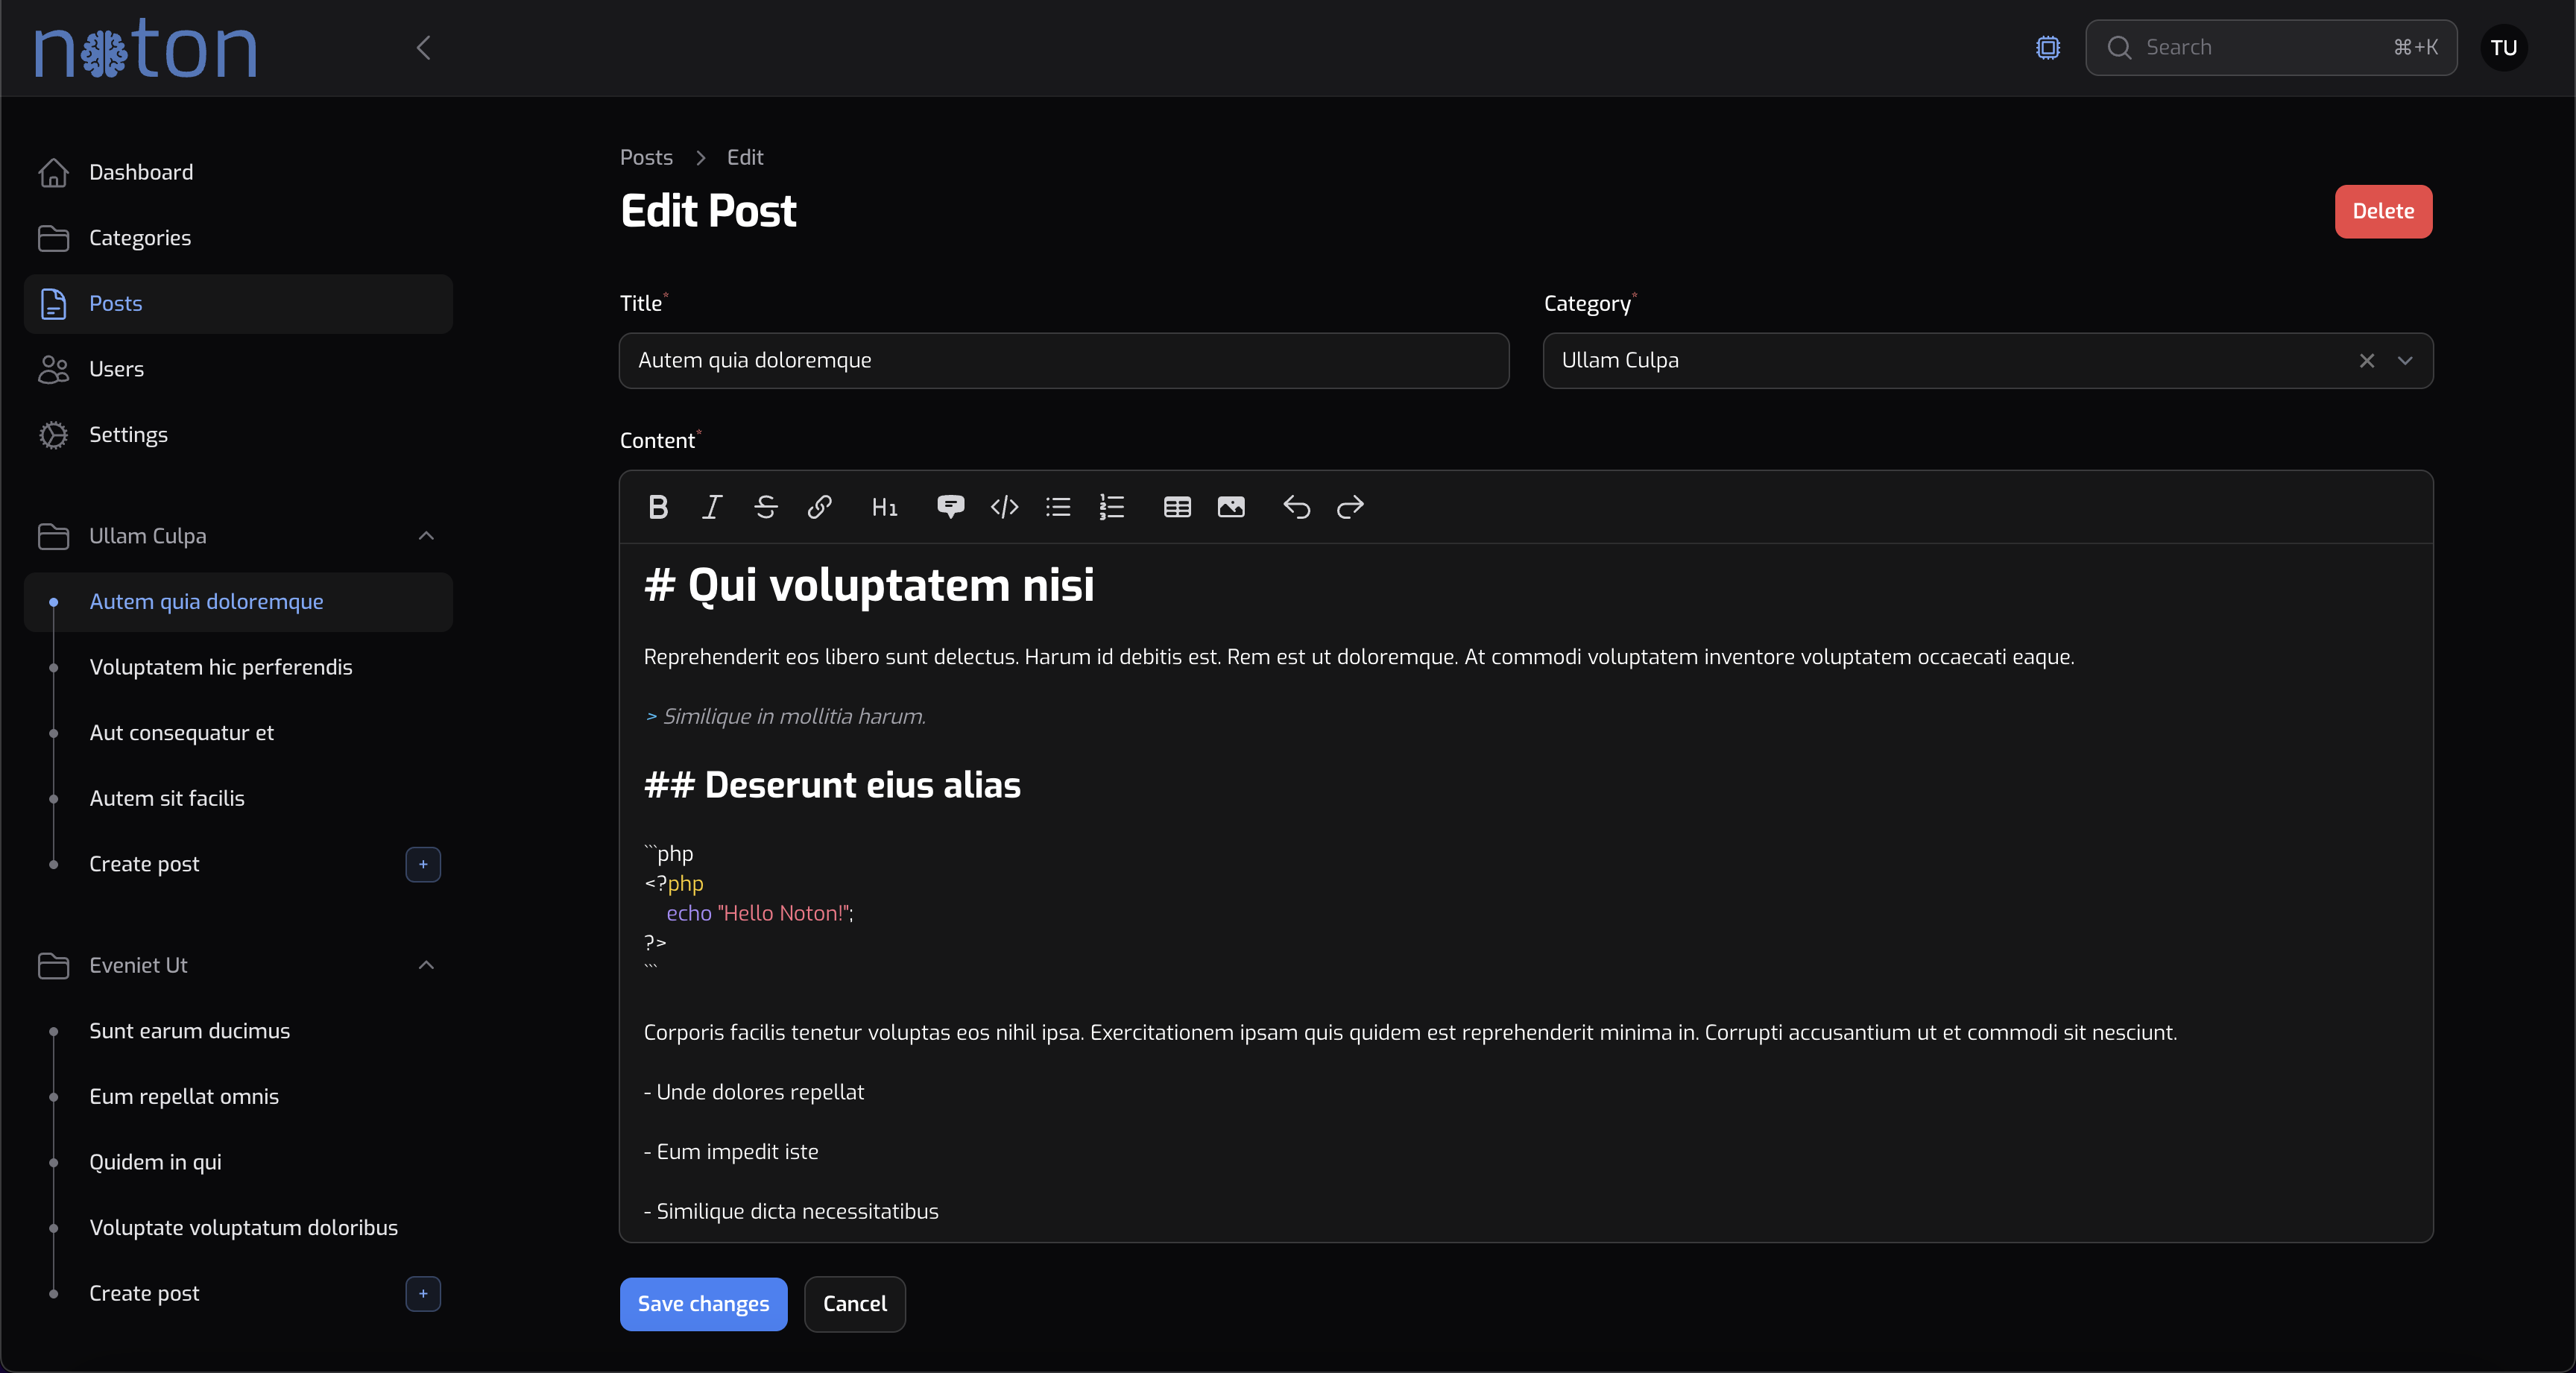 noton
Search ⌘+K
TU
Dashboard
Categories
Posts
Users
Settings
Ullam Culpa
Autem quia doloremque
Voluptatem hic perferendis
Aut consequatur et
Autem sit facilis
Create post +
Eveniet Ut
Sunt earum ducimus
Eum repellat omnis
Quidem in qui
Voluptate voluptatum doloribus
Create post +
Posts > Edit
Edit Post
Delete
Title*
Autem quia doloremque
Category*
Ullam Culpa
Content*
B I S H1
# Qui voluptatem nisi
Reprehenderit eos libero sunt delectus. Harum id debitis est. Rem est ut doloremque. At commodi voluptatem inventore voluptatem occaecati eaque.
> Similique in mollitia harum.
## Deserunt eius alias
```php
<?php
    echo "Hello Noton!";
?>
```
Corporis facilis tenetur voluptas eos nihil ipsa. Exercitationem ipsam quis quidem est reprehenderit minima in. Corrupti accusantium ut et commodi sit nesciunt.
- Unde dolores repellat
- Eum impedit iste
- Similique dicta necessitatibus
Save changes
Cancel